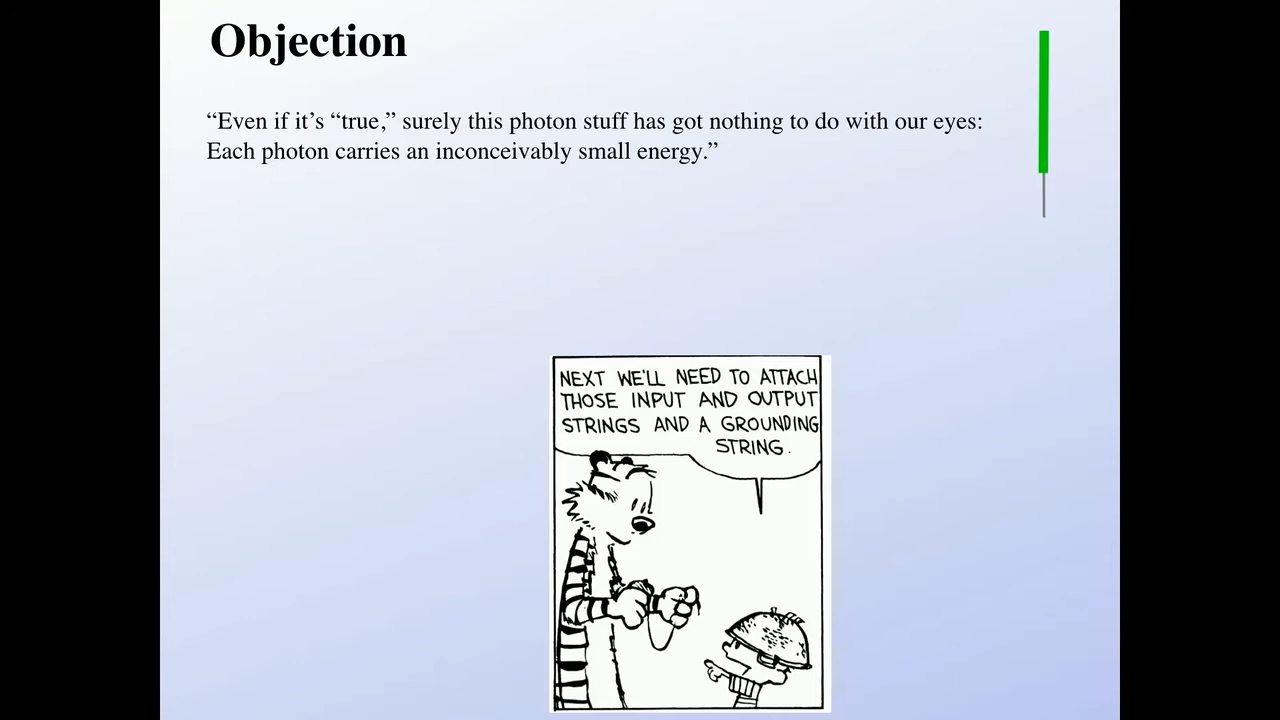 Objection
“Even if it’s “true,” surely this photon stuff has got nothing to do with our eyes:
Each photon carries an inconceivably small energy.”
NEXT WE'LL NEED TO ATTACH
THOSE INPUT AND OUTPUT
STRINGS AND A GROUNDING
STRING.